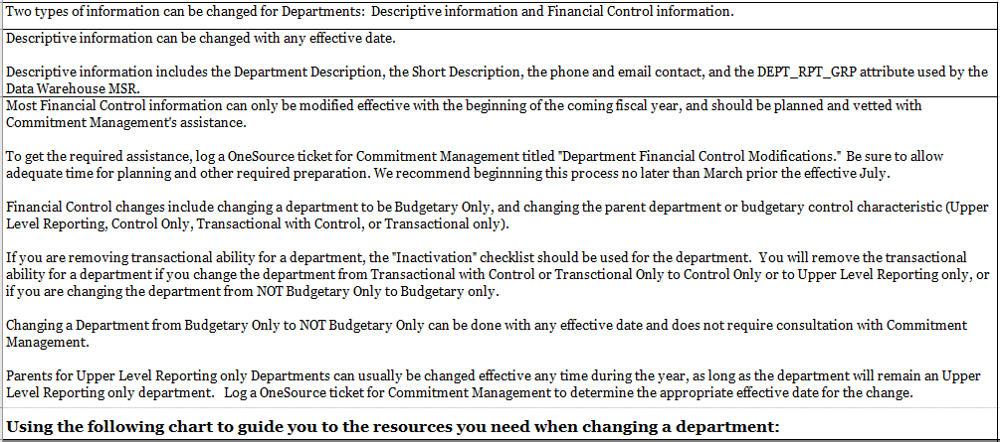 Two types of information can be changed for Departments:  Descriptive information and Financial Control information.
Descriptive information can be changed with any effective date.
Descriptive information includes the Department Description, the Short Description, the phone and email contact, and the DEPT_RPT_GRP attribute used by the
Data Warehouse MSR.
Most Financial Control information can only be modified effective with the beginning of the coming fiscal year, and should be planned and vetted with
Commitment Management's assistance.
To get the required assistance, log a OneSource ticket for Commitment Management titled "Department Financial Control Modifications."  Be sure to allow
adequate time for planning and other required preparation. We recommend beginnning this process no later than March prior the effective July.
Financial Control changes include changing a department to be Budgetary Only, and changing the parent department or budgetary control characteristic (Upper
Level Reporting, Control Only, Transactional with Control, or Transactional only).
If you are removing transactional ability for a department, the "Inactivation" checklist should be used for the department.  You will remove the transactional
ability for a department if you change the department from Transactional with Control or Transctional Only to Control Only or to Upper Level Reporting only, or
if you are changing the department from NOT Budgetary Only to Budgetary only.
Changing a Department from Budgetary Only to NOT Budgetary Only can be done with any effective date and does not require consultation with Commitment
Management.
Parents for Upper Level Reporting only Departments can usually be changed effective any time during the year, as long as the department will remain an Upper
Level Reporting only department.   Log a OneSource ticket for Commitment Management to determine the appropriate effective date for the change.
Using the following chart to guide you to the resources you need when changing a department: